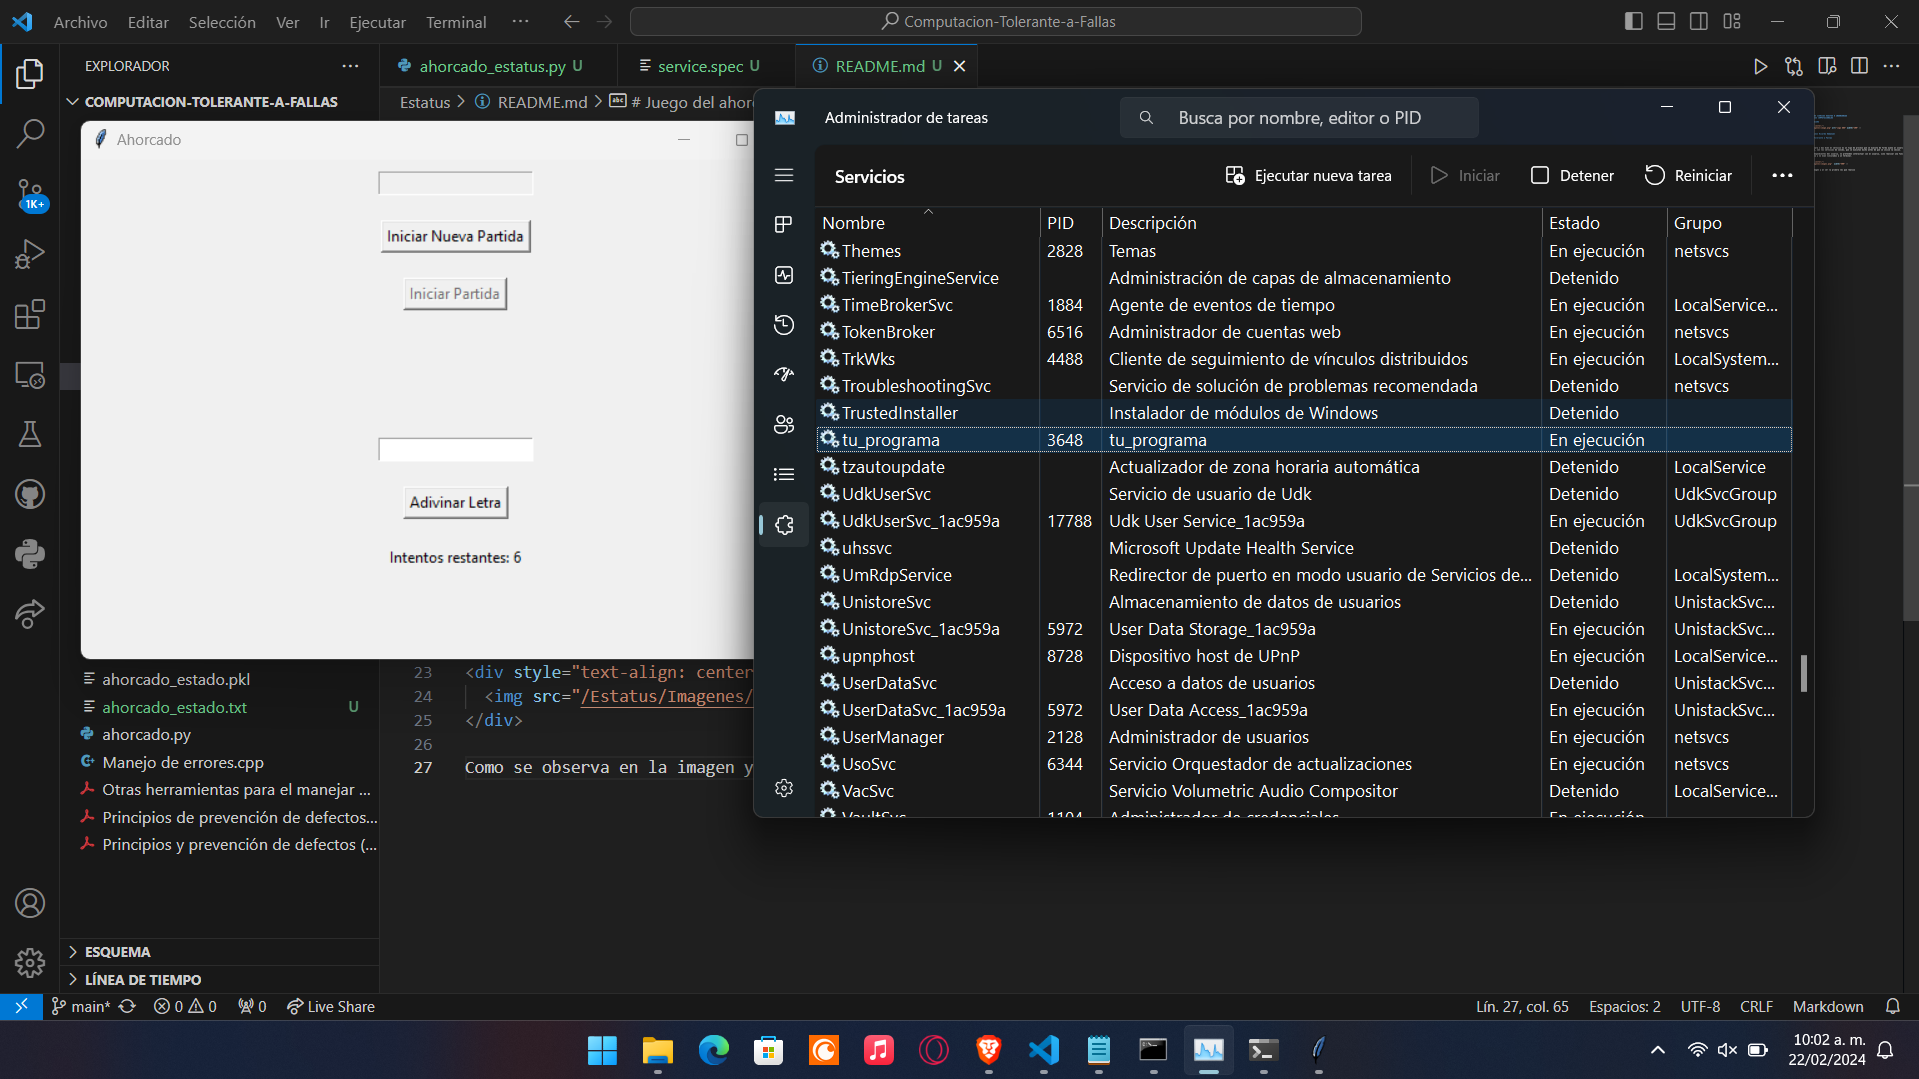 Archivo Editar Selección Ver Ir Ejecutar Terminal ··· Computacion-Tolerante-a-Fallas
EXPLORADOR
ahorcado_estatus.py U
service.spec U
README.md U
COMPUTACION-TOLERANTE-A-FALLAS
Estatus > README.md > # Juego del ahor
1K+
Ahorcado
Iniciar Nueva Partida
Iniciar Partida
Adivinar Letra
Intentos restantes: 6
Administrador de tareas
Busca por nombre, editor o PID
Servicios
Ejecutar nueva tarea
Iniciar
Detener
Reiniciar
Nombre PID Descripción Estado Grupo
Themes 2828 Temas En ejecución netsvcs
TieringEngineService Administración de capas de almacenamiento Detenido
TimeBrokerSvc 1884 Agente de eventos de tiempo En ejecución LocalService...
TokenBroker 6516 Administrador de cuentas web En ejecución netsvcs
TrkWks 4488 Cliente de seguimiento de vínculos distribuidos En ejecución LocalSystem...
TroubleshootingSvc Servicio de solución de problemas recomendada Detenido netsvcs
TrustedInstaller Instalador de módulos de Windows Detenido
tu_programa 3648 tu_programa En ejecución
tzautoupdate Actualizador de zona horaria automática Detenido LocalService
UdkUserSvc Servicio de usuario de Udk Detenido UdkSvcGroup
UdkUserSvc_1ac959a 17788 Udk User Service_1ac959a En ejecución UdkSvcGroup
uhssvc Microsoft Update Health Service Detenido
UmRdpService Redirector de puerto en modo usuario de Servicios de... Detenido LocalSystem...
UnistoreSvc Almacenamiento de datos de usuarios Detenido UnistackSvc...
UnistoreSvc_1ac959a 5972 User Data Storage_1ac959a En ejecución UnistackSvc...
upnphost 8728 Dispositivo host de UPnP En ejecución LocalService...
UserDataSvc Acceso a datos de usuarios Detenido UnistackSvc...
UserDataSvc_1ac959a 5972 User Data Access_1ac959a En ejecución UnistackSvc...
UserManager 2128 Administrador de usuarios En ejecución netsvcs
UsoSvc 6344 Servicio Orquestador de actualizaciones En ejecución netsvcs
VacSvc Servicio Volumetric Audio Compositor Detenido LocalService...
VaultSvc 1104 Administrador de credenciales En ejecución
ahorcado_estado.pkl
ahorcado_estado.txt U
ahorcado.py
Manejo de errores.cpp
Otras herramientas para el manejar ...
Principios de prevención de defectos...
Principios y prevención de defectos (...
23 <div style="text-align: center
24 <img src="/Estatus/Imagenes/
25 </div>
26
27 Como se observa en la imagen y
ESQUEMA
LÍNEA DE TIEMPO
main* 0 0 0 Live Share
Lín. 27, col. 65 Espacios: 2 UTF-8 CRLF Markdown
10:02 a. m.
22/02/2024